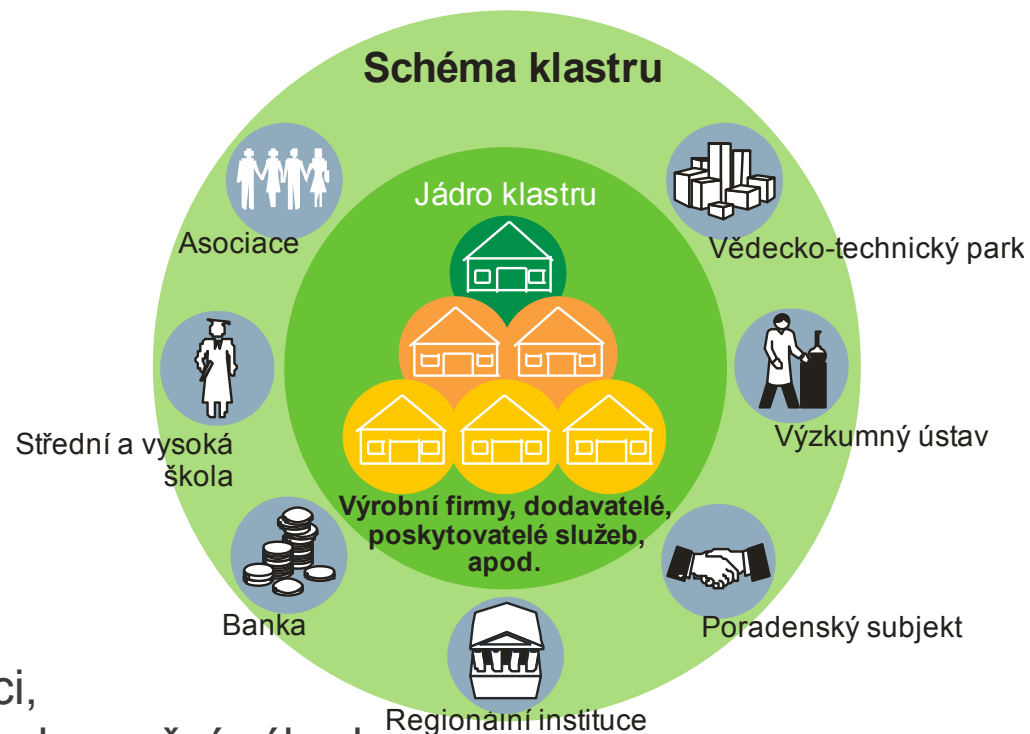 Schéma klastru
Jádro klastru
Asociace
Vědecko-technický park
Střední a vysoká
škola
Výzkumný ústav
Výrobní firmy, dodavatelé,
poskytovatelé služeb,
apod.
Banka
Poradenský subjekt
ci,
Regionální instituce